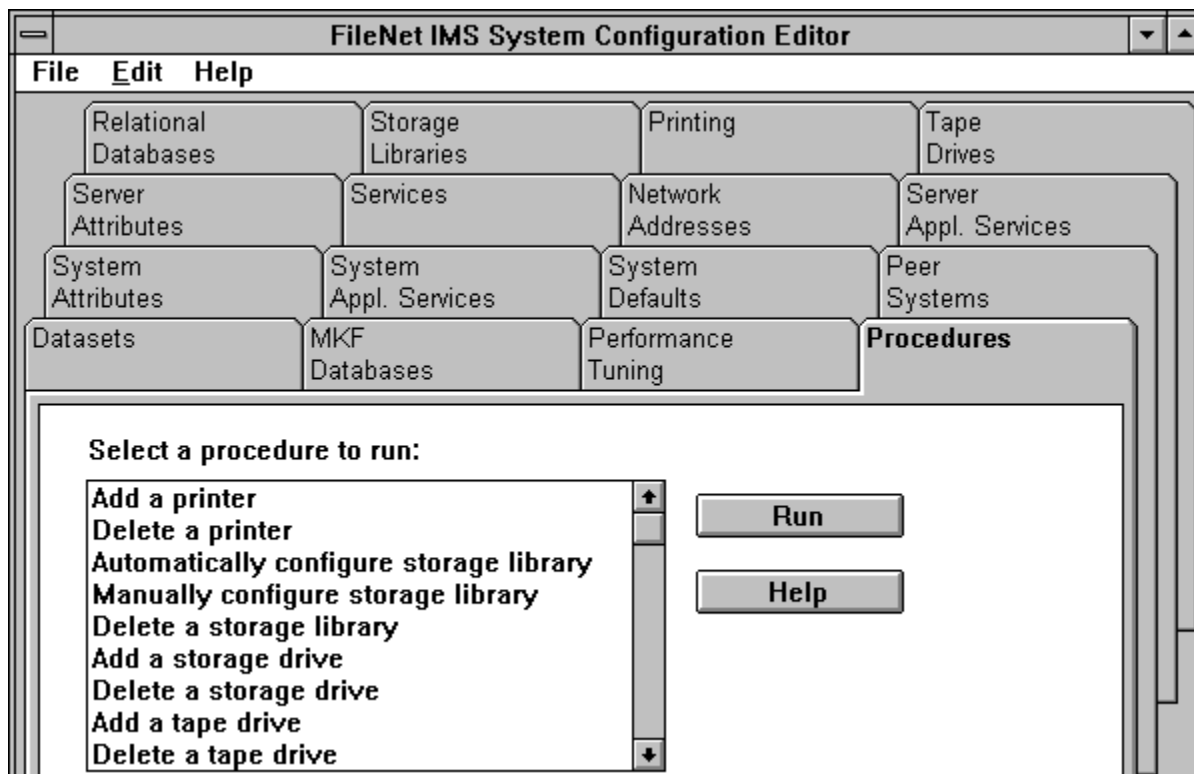 FileNet IMS System Configuration Editor
File Edit Help
Relational Databases
Storage Libraries
Printing
Tape Drives
Server Attributes
Services
Network Addresses
Server Appl. Services
System Attributes
System Appl. Services
System Defaults
Peer Systems
Datasets
MKF Databases
Performance Tuning
Procedures
Select a procedure to run:
Add a printer
Delete a printer
Automatically configure storage library
Manually configure storage library
Delete a storage library
Add a storage drive
Delete a storage drive
Add a tape drive
Delete a tape drive
Run
Help